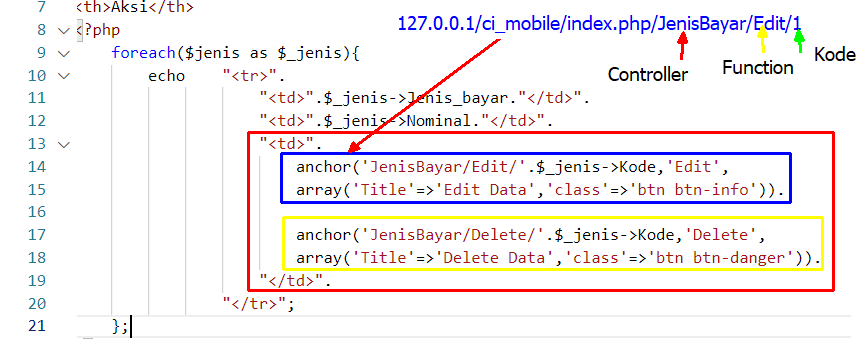 7 <th>Aksi</th>
8 <?php
127.0.0.1/ci_mobile/index.php/JenisBayar/Edit/1
9 foreach($jenis as $_jenis){
Controller Function Kode
10 echo "<tr>".
11 "<td>".$_jenis->Jenis_bayar."</td>".
12 "<td>".$_jenis->Nominal."</td>".
13 "<td>".
14 anchor('JenisBayar/Edit/'.$_jenis->Kode,'Edit',
15 array('Title'=>'Edit Data','class'=>'btn btn-info')).
16
17 anchor('JenisBayar/Delete/'.$_jenis->Kode,'Delete',
18 array('Title'=>'Delete Data','class'=>'btn btn-danger')).
19 "</td>".
20 "</tr>";
21 };